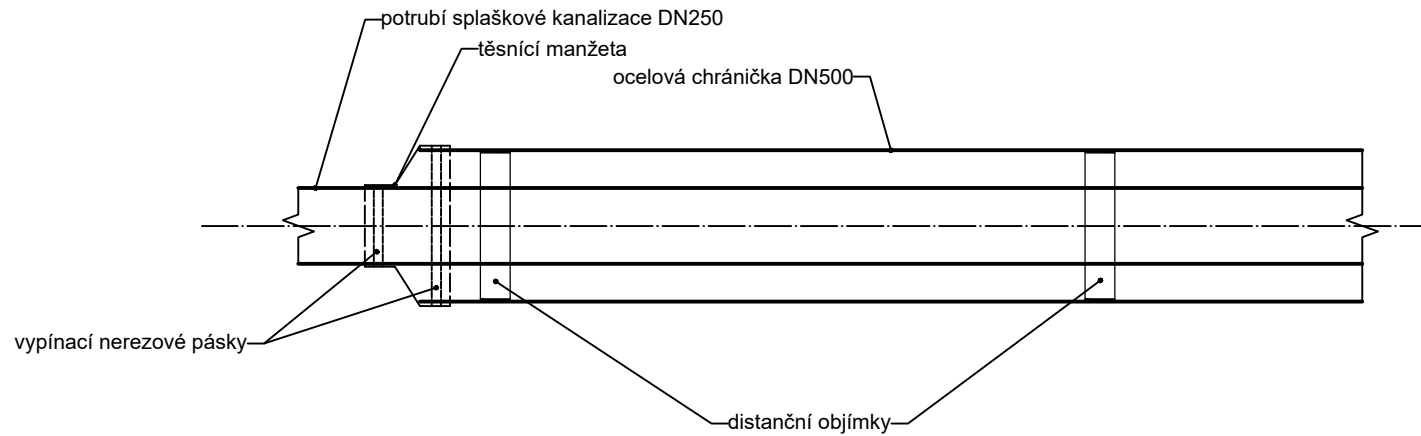 potrubí splaškové kanalizace DN250
těsnící manžeta
ocelová chránička DN500
vypínací nerezové pásky
distanční objímky